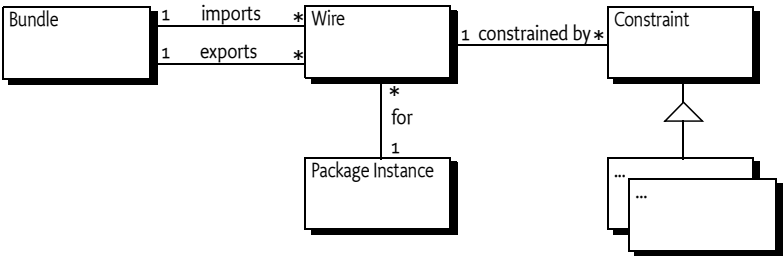 Bundle
1 imports *
Wire
1 exports *
1 constrained by *
Constraint
*
for
1
Package Instance
...
...